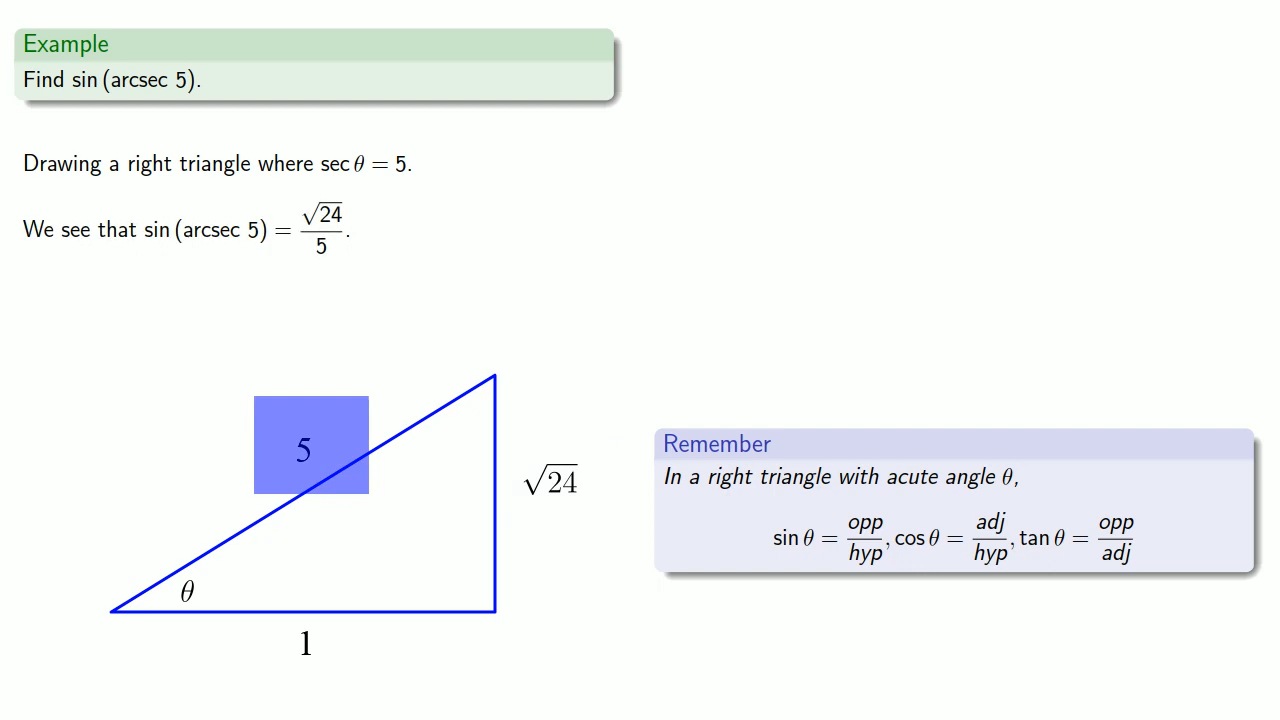 Example
Find sin (arcsec 5).
Drawing a right triangle where sec θ = 5.
We see that sin (arcsec 5) = √24/5.
5
√24
θ
1
Remember
In a right triangle with acute angle θ,
sin θ = opp/hyp, cos θ = adj/hyp, tan θ = opp/adj